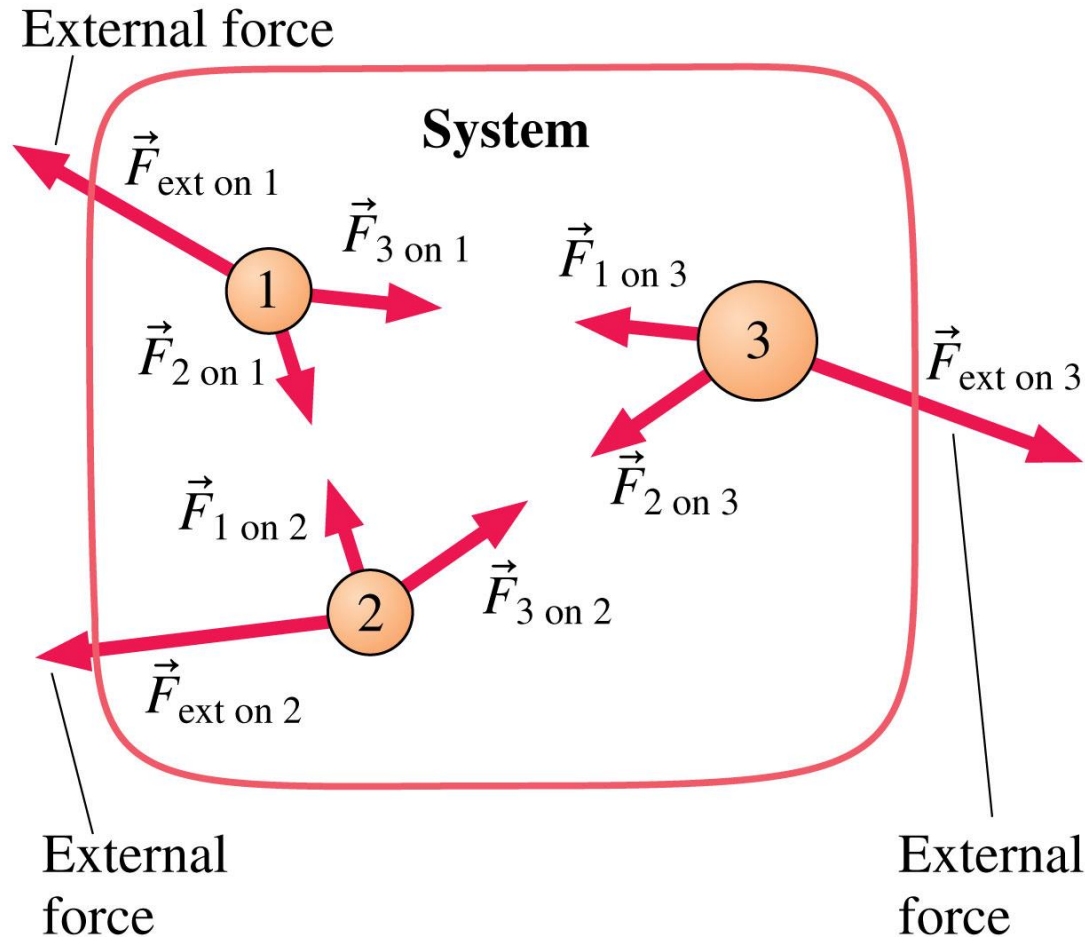 External force
System
F⃗ ext on 1
F⃗ 3 on 1
F⃗ 1 on 3
1
3
F⃗ 2 on 1
F⃗ ext on 3
F⃗ 2 on 3
F⃗ 1 on 2
F⃗ 3 on 2
2
F⃗ ext on 2
External
force
External
force